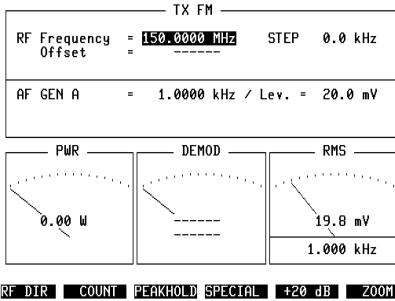 TX FM
RF Frequency = 150.0000 MHz STEP 0.0 kHz
Offset = ------
AF GEN A = 1.0000 kHz / Lev. = 20.0 mV
PWR DEMOD RMS
0.00 W ------ 19.8 mV
------ 1.000 kHz
RF DIR COUNT PEAKHOLD SPECIAL +20 dB ZOOM